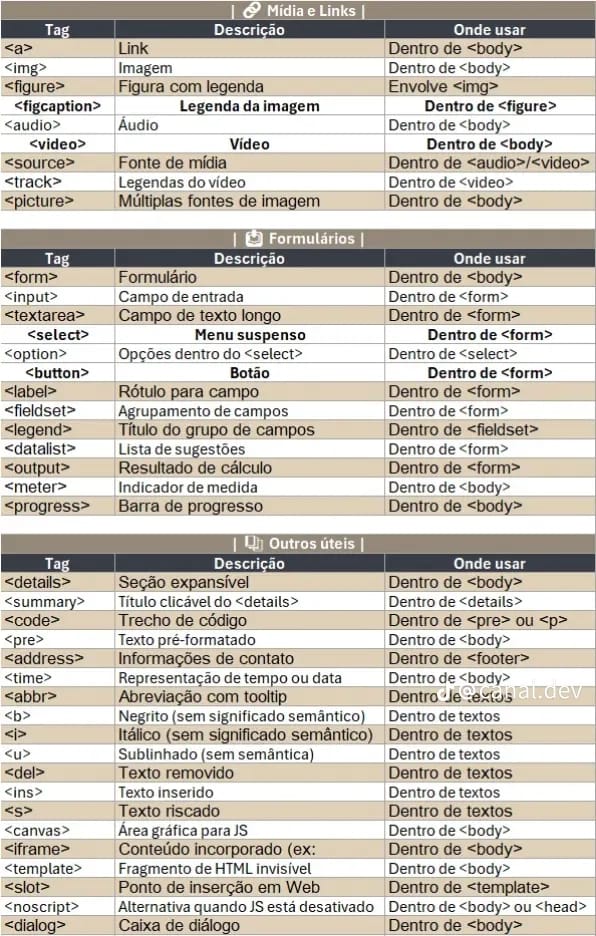 | Mídia e Links |
Tag Descrição Onde usar
<a> Link Dentro de <body>
<img> Imagem Dentro de <body>
<figure> Figura com legenda Envolve <img>
<figcaption> Legenda da imagem Dentro de <figure>
<audio> Áudio Dentro de <body>
<video> Vídeo Dentro de <body>
<source> Fonte de mídia Dentro de <audio>/<video>
<track> Legendas do vídeo Dentro de <video>
<picture> Múltiplas fontes de imagem Dentro de <body>
| Formulários |
Tag Descrição Onde usar
<form> Formulário Dentro de <body>
<input> Campo de entrada Dentro de <form>
<textarea> Campo de texto longo Dentro de <form>
<select> Menu suspenso Dentro de <form>
<option> Opções dentro do <select> Dentro de <select>
<button> Botão Dentro de <form>
<label> Rótulo para campo Dentro de <form>
<fieldset> Agrupamento de campos Dentro de <form>
<legend> Título do grupo de campos Dentro de <fieldset>
<datalist> Lista de sugestões Dentro de <form>
<output> Resultado de cálculo Dentro de <form>
<meter> Indicador de medida Dentro de <body>
<progress> Barra de progresso Dentro de <body>
| Outros úteis |
Tag Descrição Onde usar
<details> Seção expansível Dentro de <body>
<summary> Título clicável do <details> Dentro de <details>
<code> Trecho de código Dentro de <pre> ou <p>
<pre> Texto pré-formatado Dentro de <body>
<address> Informações de contato Dentro de <footer>
<time> Representação de tempo ou data Dentro de <body>
<abbr> Abreviação com tooltip Dentro de textos
@canal.dev
<b> Negrito (sem significado semântico) Dentro de textos
<i> Itálico (sem significado semântico) Dentro de textos
<u> Sublinhado (sem semântica) Dentro de textos
<del> Texto removido Dentro de textos
<ins> Texto inserido Dentro de textos
<s> Texto riscado Dentro de textos
<canvas> Área gráfica para JS Dentro de <body>
<iframe> Conteúdo incorporado (ex: Dentro de <body>
<template> Fragmento de HTML invisível Dentro de <body>
<slot> Ponto de inserção em Web Dentro de <template>
<noscript> Alternativa quando JS está desativado Dentro de <body> ou <head>
<dialog> Caixa de diálogo Dentro de <body>